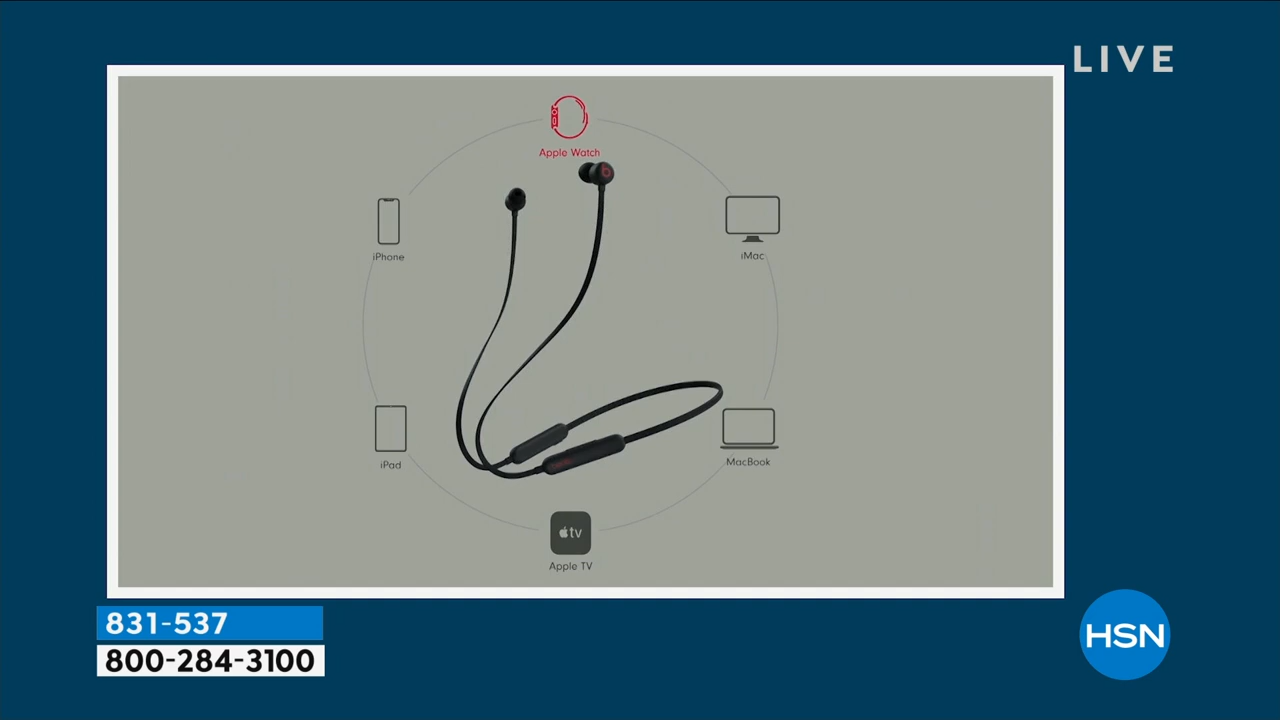 LIVE
Apple Watch
iPhone
iMac
iPad
MacBook
tv
Apple TV
831-537
800-284-3100
HSN